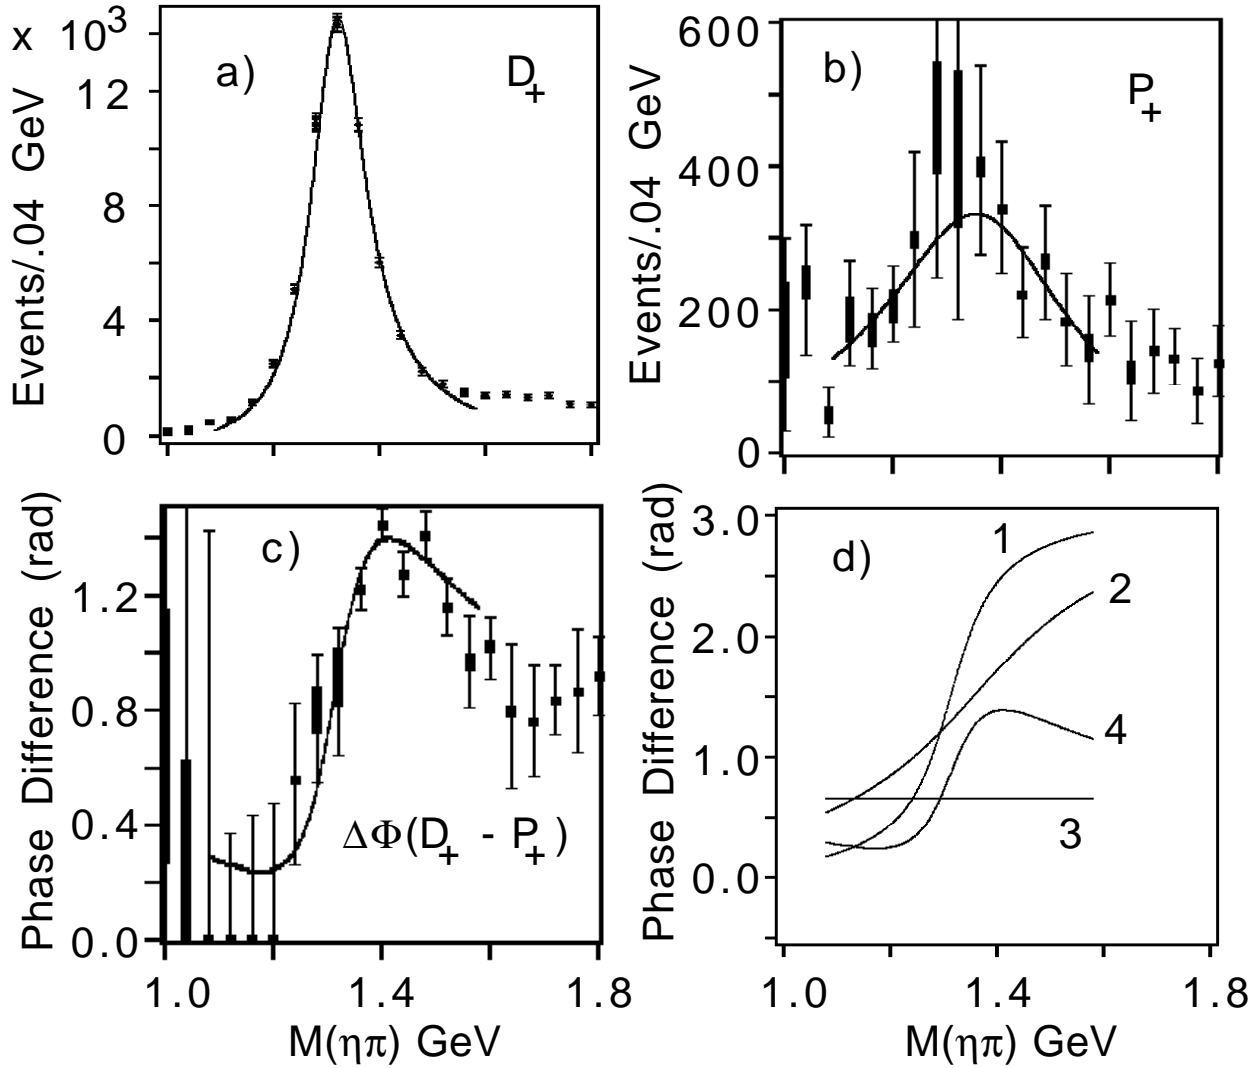 x 10³
Events/.04 GeV
12
8
4
0
a)
D₊
Events/.04 GeV
600
400
200
0
b)
P₊
Phase Difference (rad)
1.2
0.8
0.4
0.0
c)
ΔΦ(D₊ - P₊)
1.0 1.4 1.8
M(ηπ) GeV
Phase Difference (rad)
3.0
2.0
1.0
0.0
d)
1
2
4
3
1.0 1.4 1.8
M(ηπ) GeV